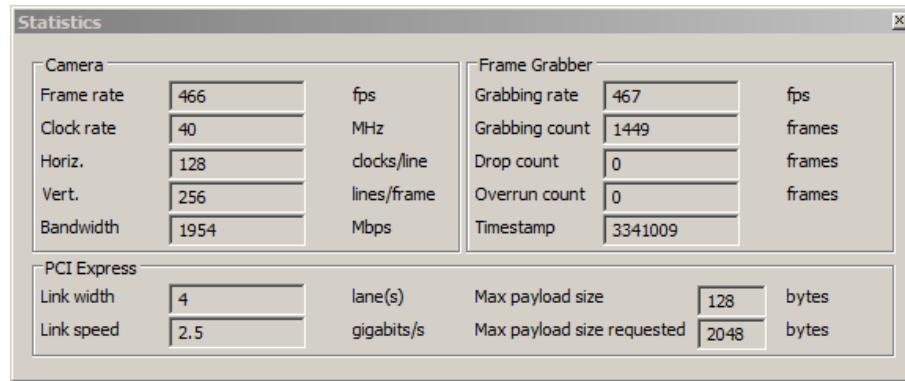 Statistics
Camera
Frame rate 466 fps
Clock rate 40 MHz
Horiz. 128 clocks/line
Vert. 256 lines/frame
Bandwidth 1954 Mbps
Frame Grabber
Grabbing rate 467 fps
Grabbing count 1449 frames
Drop count 0 frames
Overrun count 0 frames
Timestamp 3341009
PCI Express
Link width 4 lane(s) Max payload size 128 bytes
Link speed 2.5 gigabits/s Max payload size requested 2048 bytes